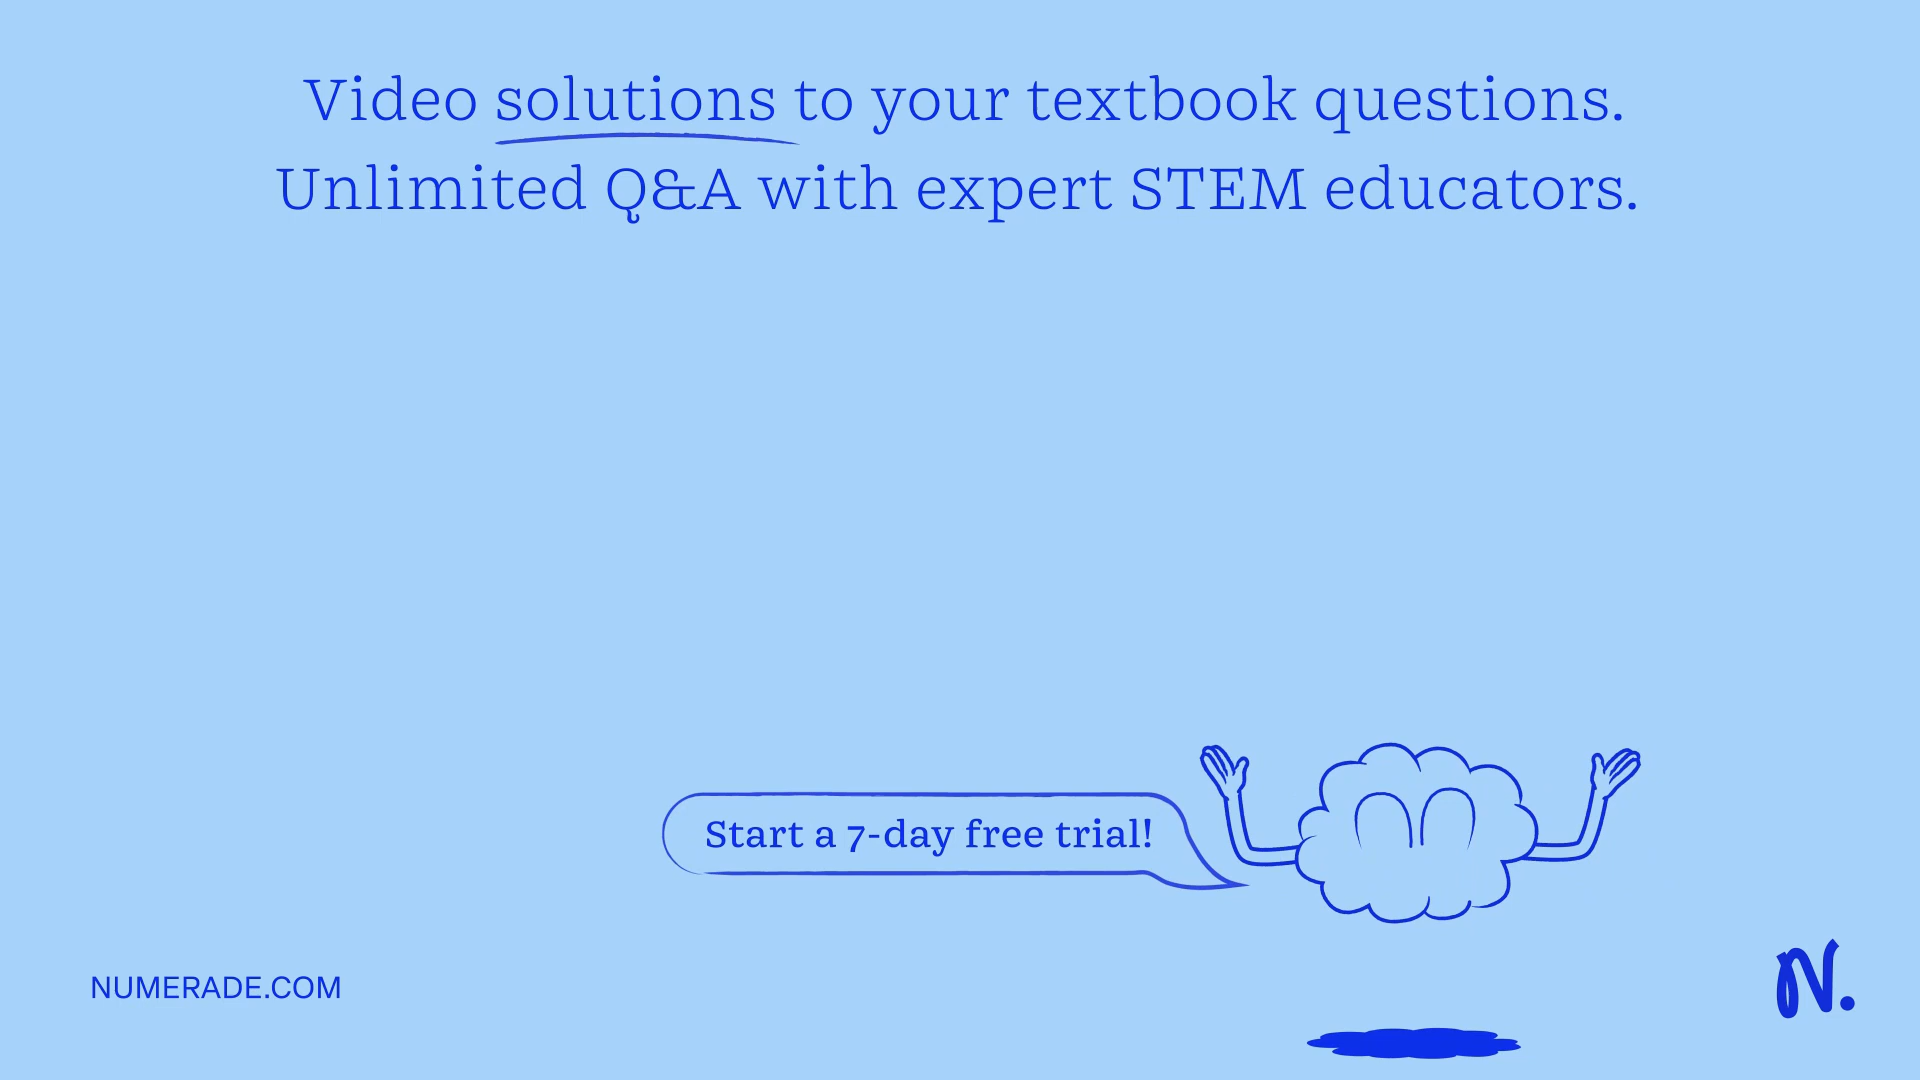 Video solutions to your textbook questions.
Unlimited Q&A with expert STEM educators.
Start a 7-day free trial!
NUMERADE.COM
N.